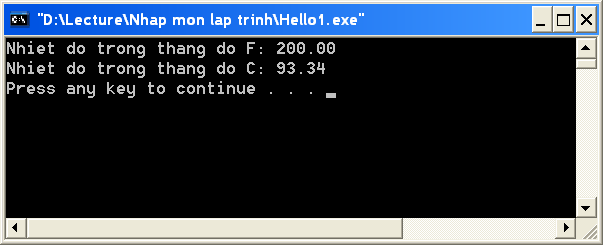 "D:\Lecture\Nhap mon lap trinh\Hello1.exe"
Nhiet do trong thang do F: 200.00
Nhiet do trong thang do C: 93.34
Press any key to continue . . .